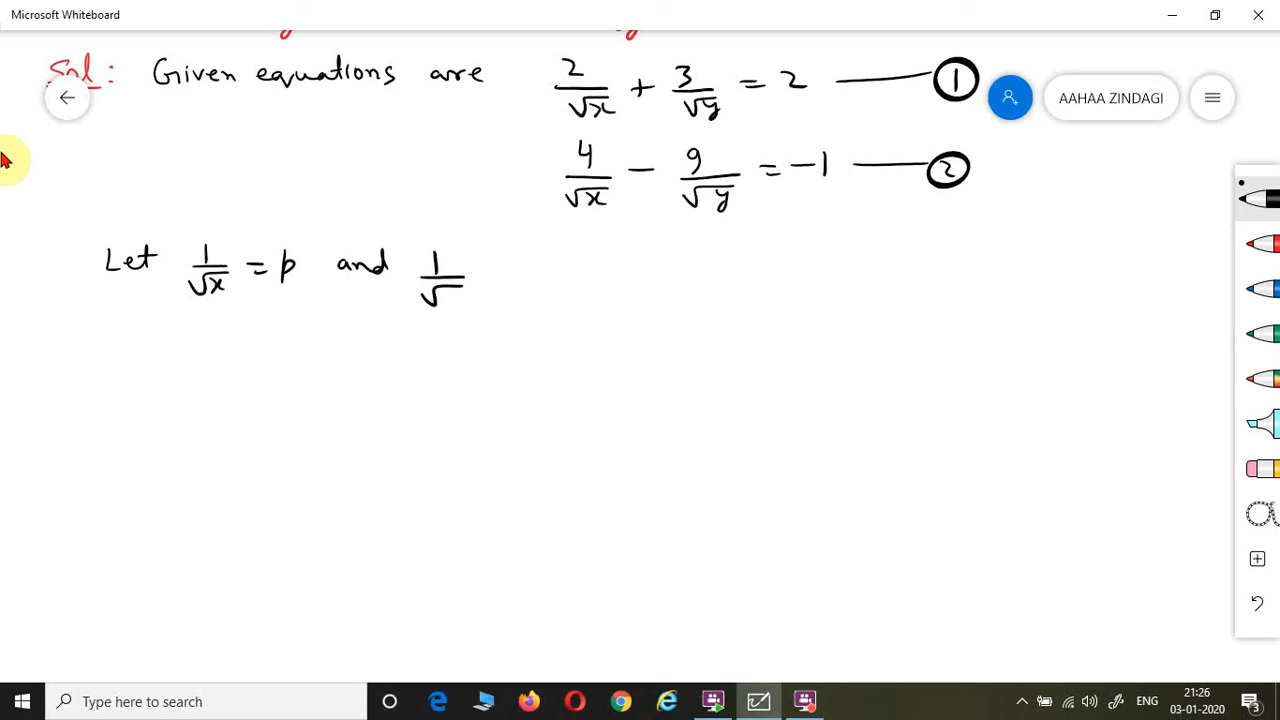 Microsoft Whiteboard
Sol: Given equations are 2/√x + 3/√y = 2 —— ①
AAHAA ZINDAGI
4/√x − 9/√y = −1 —— ②
Let 1/√x = p and 1/√
Type here to search
ENG
21:26
03-01-2020
3